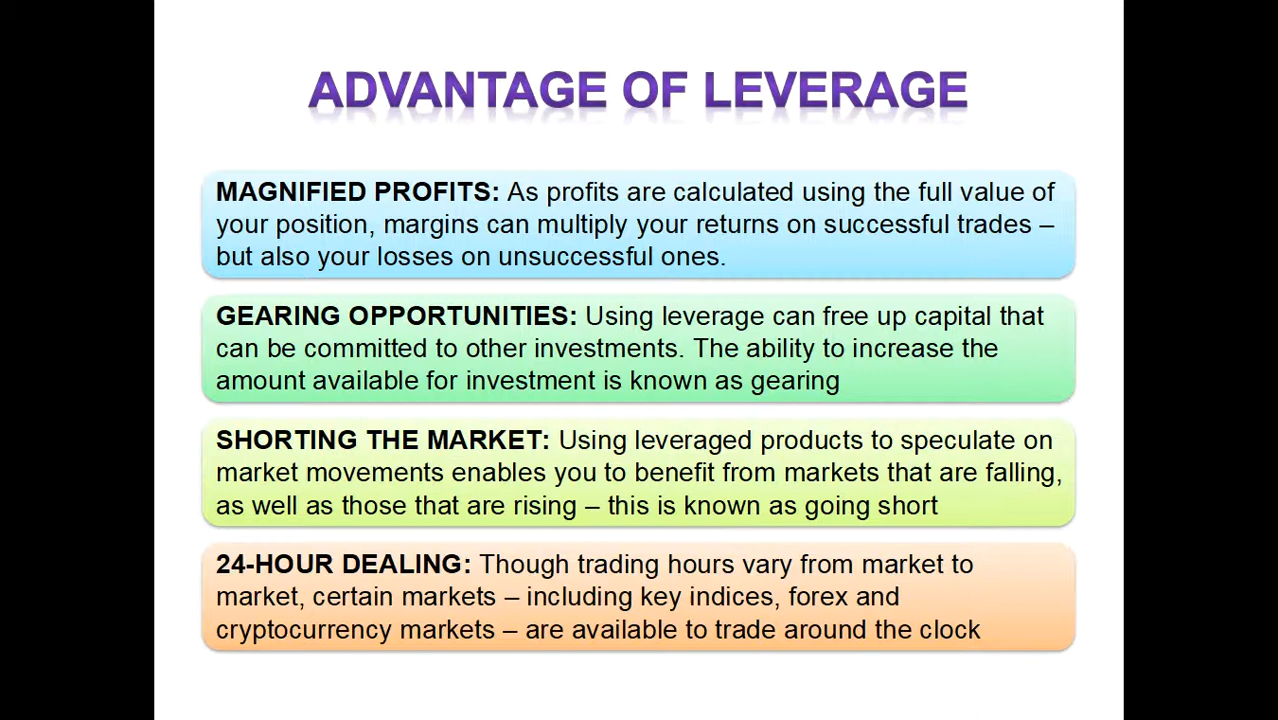 ADVANTAGE OF LEVERAGE
MAGNIFIED PROFITS: As profits are calculated using the full value of
your position, margins can multiply your returns on successful trades –
but also your losses on unsuccessful ones.
GEARING OPPORTUNITIES: Using leverage can free up capital that
can be committed to other investments. The ability to increase the
amount available for investment is known as gearing
SHORTING THE MARKET: Using leveraged products to speculate on
market movements enables you to benefit from markets that are falling,
as well as those that are rising – this is known as going short
24-HOUR DEALING: Though trading hours vary from market to
market, certain markets – including key indices, forex and
cryptocurrency markets – are available to trade around the clock